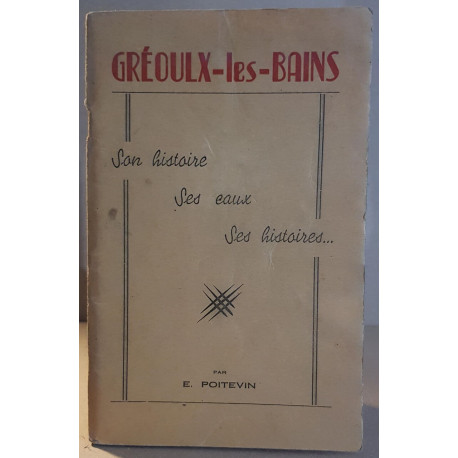 GRÉOULX-les-BAINS
Son histoire
Ses eaux
Ses histoires...
PAR
E. POITEVIN